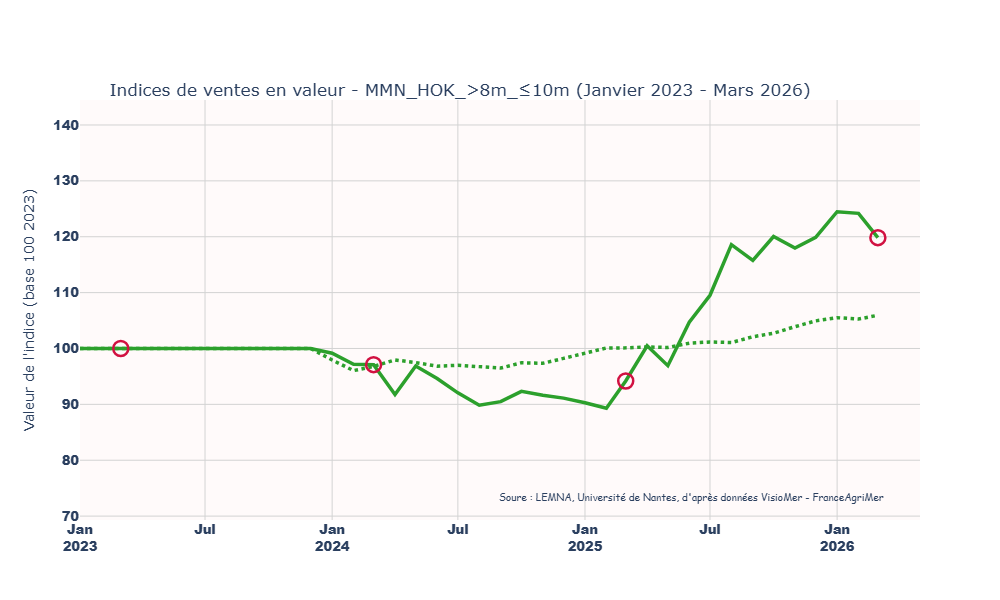 Indices de ventes en valeur - MMN_HOK_>8m_≤10m (Janvier 2023 - Mars 2026)
Valeur de l'indice (base 100 2023)
140
130
120
110
100
90
80
70
Soure : LEMNA, Université de Nantes, d'après données VisioMer - FranceAgriMer
Jan
2023
Jul
Jan
2024
Jul
Jan
2025
Jul
Jan
2026